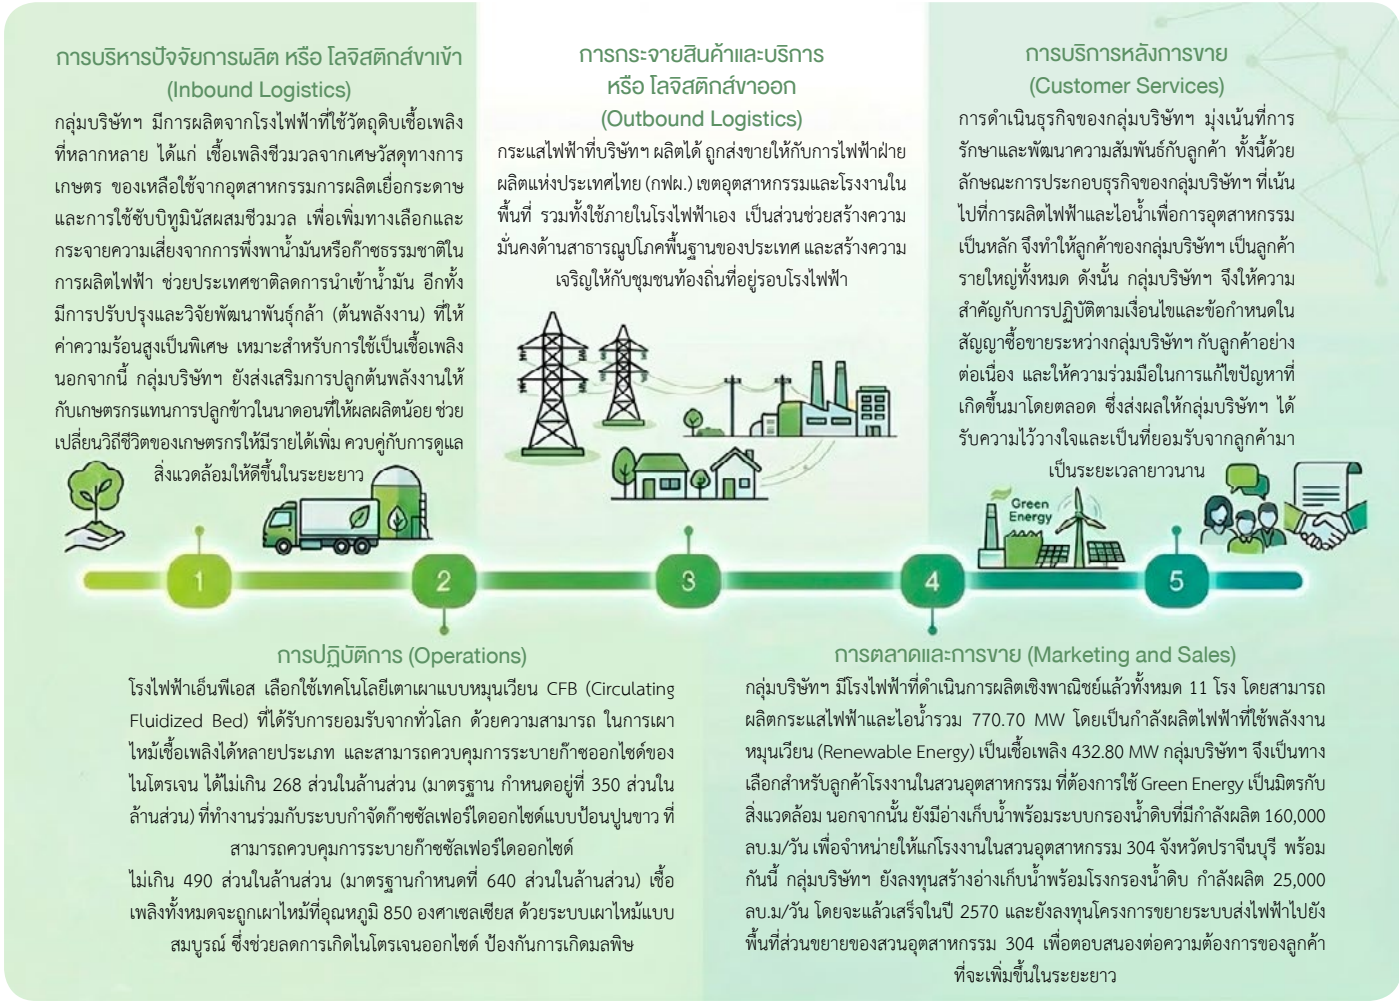 การบริหารปัจจัยการผลิต หรือ โลจิสติกส์ขาเข้า
(Inbound Logistics)
กลุ่มบริษัทฯ มีการผลิตจากโรงไฟฟ้าที่ใช้วัตถุดิบเชื้อเพลิง
ที่หลากหลาย ได้แก่ เชื้อเพลิงชีวมวลจากเศษวัสดุทางการ
เกษตร ของเหลือใช้จากอุตสาหกรรมการผลิตเยื่อกระดาษ
และการใช้ซับบิทูมินัสผสมชีวมวล เพื่อเพิ่มทางเลือกและ
กระจายความเสี่ยงจากการพึ่งพาน้ำมันหรือก๊าซธรรมชาติใน
การผลิตไฟฟ้า ช่วยประเทศชาติลดการนำเข้าน้ำมัน อีกทั้ง
มีการปรับปรุงและวิจัยพัฒนาพันธุ์กล้า (ต้นพลังงาน) ที่ให้
ค่าความร้อนสูงเป็นพิเศษ เหมาะสำหรับการใช้เป็นเชื้อเพลิง
นอกจากนี้ กลุ่มบริษัทฯ ยังส่งเสริมการปลูกต้นพลังงานให้
กับเกษตรกรแทนการปลูกข้าวในนาดอนที่ให้ผลผลิตน้อย ช่วย
เปลี่ยนวิถีชีวิตของเกษตรกรให้มีรายได้เพิ่ม ควบคู่กับการดูแล
สิ่งแวดล้อมให้ดีขึ้นในระยะยาว
การกระจายสินค้าและบริการ
หรือ โลจิสติกส์ขาออก
(Outbound Logistics)
กระแสไฟฟ้าที่บริษัทฯ ผลิตได้ ถูกส่งขายให้กับการไฟฟ้าฝ่าย
ผลิตแห่งประเทศไทย (กฟผ.) เขตอุตสาหกรรมและโรงงานใน
พื้นที่ รวมทั้งใช้ภายในโรงไฟฟ้าเอง เป็นส่วนช่วยสร้างความ
มั่นคงด้านสาธารณูปโภคพื้นฐานของประเทศ และสร้างความ
เจริญให้กับชุมชนท้องถิ่นที่อยู่รอบโรงไฟฟ้า
การบริการหลังการขาย
(Customer Services)
การดำเนินธุรกิจของกลุ่มบริษัทฯ มุ่งเน้นที่การ
รักษาและพัฒนาความสัมพันธ์กับลูกค้า ทั้งนี้ด้วย
ลักษณะการประกอบธุรกิจของกลุ่มบริษัทฯ ที่เน้น
ไปที่การผลิตไฟฟ้าและไอน้ำเพื่อการอุตสาหกรรม
เป็นหลัก จึงทำให้ลูกค้าของกลุ่มบริษัทฯ เป็นลูกค้า
รายใหญ่ทั้งหมด ดังนั้น กลุ่มบริษัทฯ จึงให้ความ
สำคัญกับการปฏิบัติตามเงื่อนไขและข้อกำหนดใน
สัญญาซื้อขายระหว่างกลุ่มบริษัทฯ กับลูกค้าอย่าง
ต่อเนื่อง และให้ความร่วมมือในการแก้ไขปัญหาที่
เกิดขึ้นมาโดยตลอด ซึ่งส่งผลให้กลุ่มบริษัทฯ ได้
รับความไว้วางใจและเป็นที่ยอมรับจากลูกค้ามา
เป็นระยะเวลายาวนาน
Green
Energy
1
2
3
4
5
การปฏิบัติการ (Operations)
โรงไฟฟ้าเอ็นพีเอส เลือกใช้เทคโนโลยีเตาเผาแบบหมุนเวียน CFB (Circulating
Fluidized Bed) ที่ได้รับการยอมรับจากทั่วโลก ด้วยความสามารถ ในการเผา
ไหม้เชื้อเพลิงได้หลายประเภท และสามารถควบคุมการระบายก๊าซออกไซด์ของ
ไนโตรเจน ได้ไม่เกิน 268 ส่วนในล้านส่วน (มาตรฐาน กำหนดอยู่ที่ 350 ส่วนใน
ล้านส่วน) ที่ทำงานร่วมกับระบบกำจัดก๊าซซัลเฟอร์ไดออกไซด์แบบป้อนปูนขาว ที่
สามารถควบคุมการระบายก๊าซซัลเฟอร์ไดออกไซด์
ไม่เกิน 490 ส่วนในล้านส่วน (มาตรฐานกำหนดที่ 640 ส่วนในล้านส่วน) เชื้อ
เพลิงทั้งหมดจะถูกเผาไหม้ที่อุณหภูมิ 850 องศาเซลเซียส ด้วยระบบเผาไหม้แบบ
สมบูรณ์ ซึ่งช่วยลดการเกิดไนโตรเจนออกไซด์ ป้องกันการเกิดมลพิษ
การตลาดและการขาย (Marketing and Sales)
กลุ่มบริษัทฯ มีโรงไฟฟ้าที่ดำเนินการผลิตเชิงพาณิชย์แล้วทั้งหมด 11 โรง โดยสามารถ
ผลิตกระแสไฟฟ้าและไอน้ำรวม 770.70 MW โดยเป็นกำลังผลิตไฟฟ้าที่ใช้พลังงาน
หมุนเวียน (Renewable Energy) เป็นเชื้อเพลิง 432.80 MW กลุ่มบริษัทฯ จึงเป็นทาง
เลือกสำหรับลูกค้าโรงงานในสวนอุตสาหกรรม ที่ต้องการใช้ Green Energy เป็นมิตรกับ
สิ่งแวดล้อม นอกจากนั้น ยังมีอ่างเก็บน้ำพร้อมระบบกรองน้ำดิบที่มีกำลังผลิต 160,000
ลบ.ม/วัน เพื่อจำหน่ายให้แก่โรงงานในสวนอุตสาหกรรม 304 จังหวัดปราจีนบุรี พร้อม
กันนี้ กลุ่มบริษัทฯ ยังลงทุนสร้างอ่างเก็บน้ำพร้อมโรงกรองน้ำดิบ กำลังผลิต 25,000
ลบ.ม/วัน โดยจะแล้วเสร็จในปี 2570 และยังลงทุนโครงการขยายระบบส่งไฟฟ้าไปยัง
พื้นที่ส่วนขยายของสวนอุตสาหกรรม 304 เพื่อตอบสนองต่อความต้องการของลูกค้า
ที่จะเพิ่มขึ้นในระยะยาว